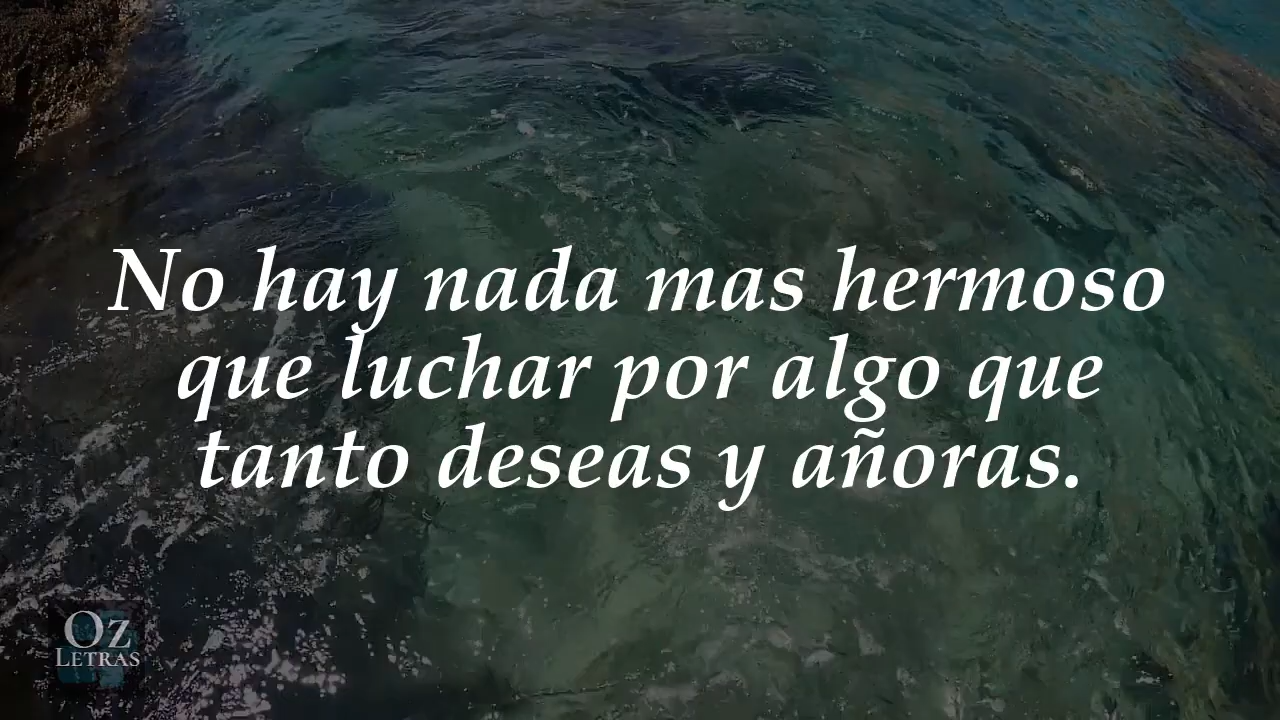 No hay nada mas hermoso
que luchar por algo que
tanto deseas y añoras.
Oz
Letras